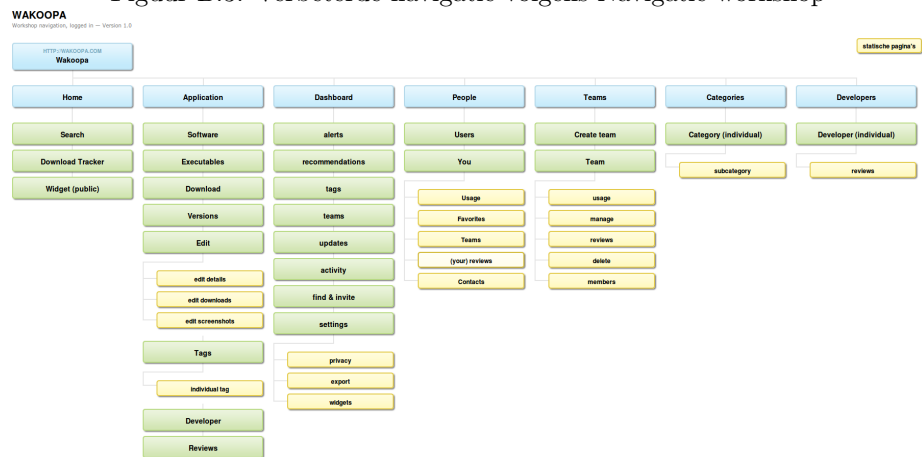 Figuur E.3: Verbeterde navigatie volgens Navigatie workshop
WAKOOPA
Workshop navigation, logged in — Version 1.0
HTTP://WAKOOPA.COM
Wakoopa
statische pagina's
Home
Application
Dashboard
People
Teams
Categories
Developers
Search
Software
alerts
Users
Create team
Category (individual)
Developer (individual)
Download Tracker
Executables
recommendations
You
Team
subcategory
reviews
Widget (public)
Download
tags
Usage
usage
Versions
teams
Favorites
manage
Edit
updates
Teams
reviews
(your) reviews
delete
activity
Contacts
members
edit details
edit downloads
find & invite
edit screenshots
settings
Tags
privacy
export
individual tag
widgets
Developer
Reviews